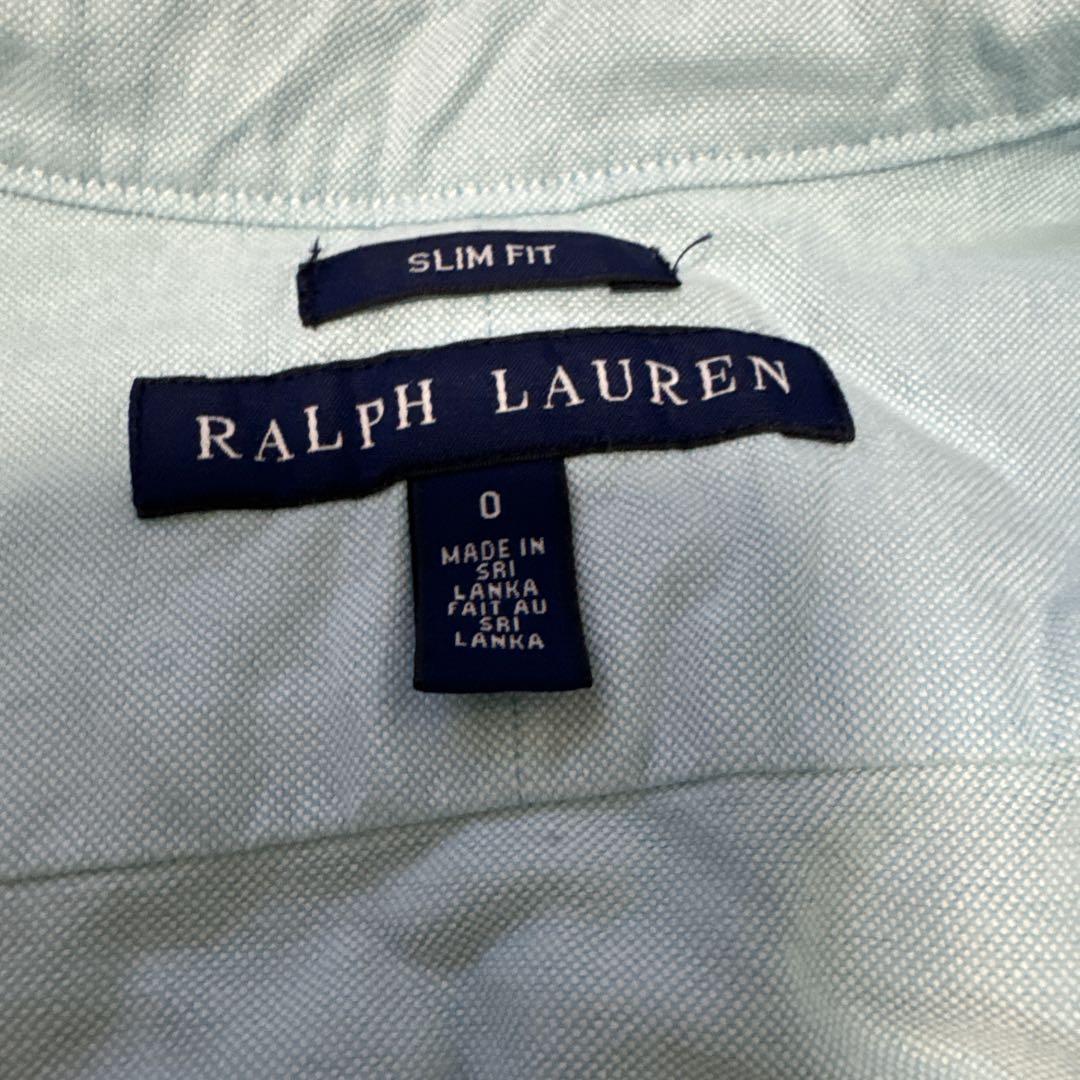 SLIM FIT
RALPH LAUREN
0
MADE IN
SRI
LANKA
FAIT AU
SRI
LANKA